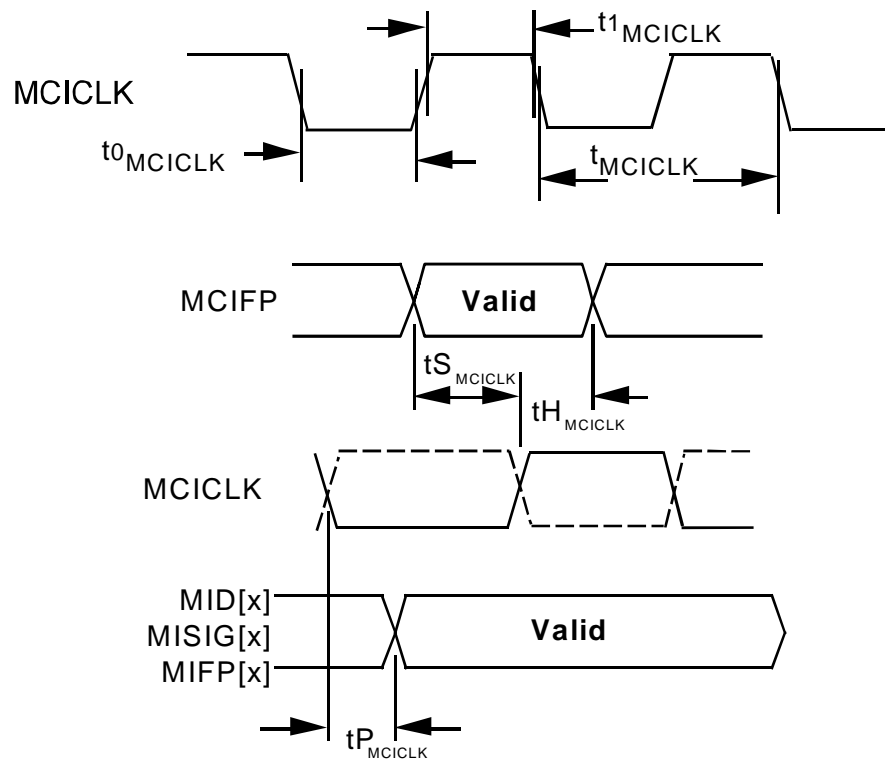 t1MCICLK
MCICLK
t0MCICLK
tMCICLK
MCIFP
Valid
tSMCICLK
tHMCICLK
MCICLK
MID[x]
MISIG[x]
Valid
MIFP[x]
tPMCICLK